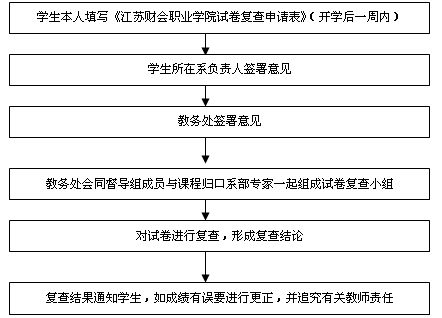 学生本人填写《江苏财会职业学院试卷复查申请表》（开学后一周内）
学生所在系负责人签署意见
教务处签署意见
教务处会同督导组成员与课程归口系部专家一起组成试卷复查小组
对试卷进行复查，形成复查结论
复查结果通知学生，如成绩有误要进行更正，并追究有关教师责任